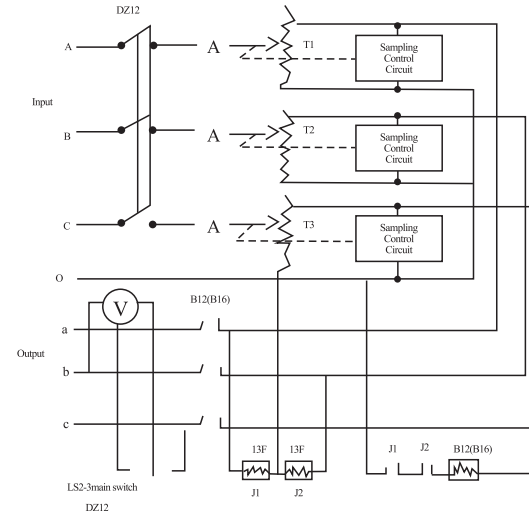 DZ12
A
A
T1
Sampling
Control
Circuit
Input
B
A
T2
Sampling
Control
Circuit
C
A
T3
Sampling
Control
Circuit
O
V
B12(B16)
a
Output
b
c
13F
13F
J1
J2
B12(B16)
J1
J2
LS2-3main switch
DZ12